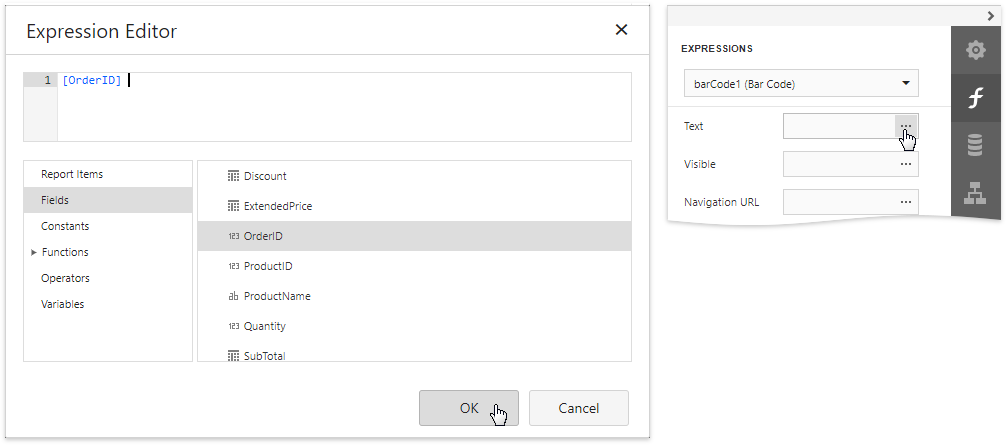 Expression Editor
1 [OrderID]
Report Items
Fields
Constants
Functions
Operators
Variables
Discount
ExtendedPrice
123 OrderID
123 ProductID
ab ProductName
123 Quantity
SubTotal
OK
Cancel
EXPRESSIONS
barCode1 (Bar Code)
Text ...
Visible ...
Navigation URL ...